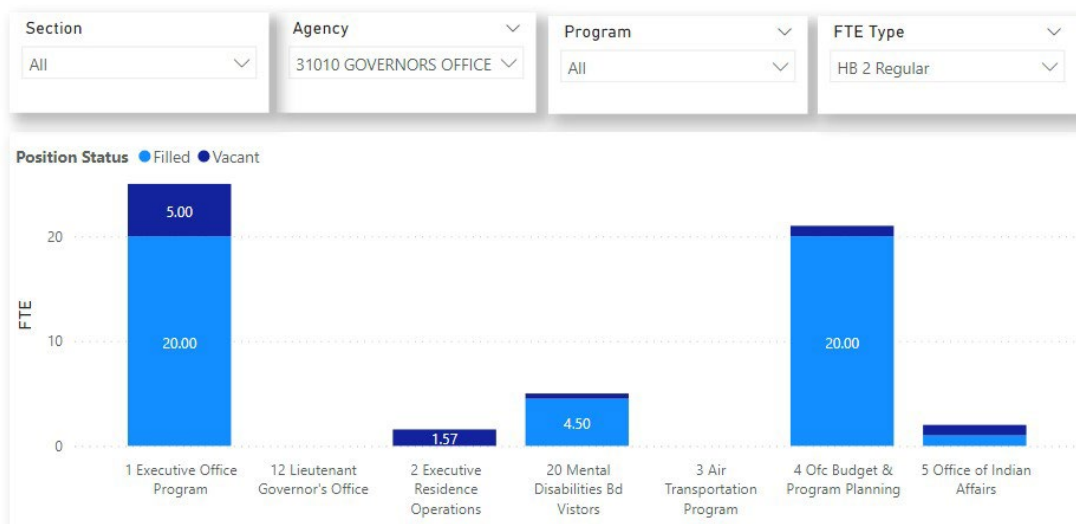 Section
All
Agency
31010 GOVERNORS OFFICE
Program
All
FTE Type
HB 2 Regular
Position Status Filled Vacant
FTE
20
10
0
5.00
20.00
1.57
4.50
20.00
1 Executive Office
Program
12 Lieutenant
Governor's Office
2 Executive
Residence
Operations
20 Mental
Disabilities Bd
Vistors
3 Air
Transportation
Program
4 Ofc Budget &
Program Planning
5 Office of Indian
Affairs